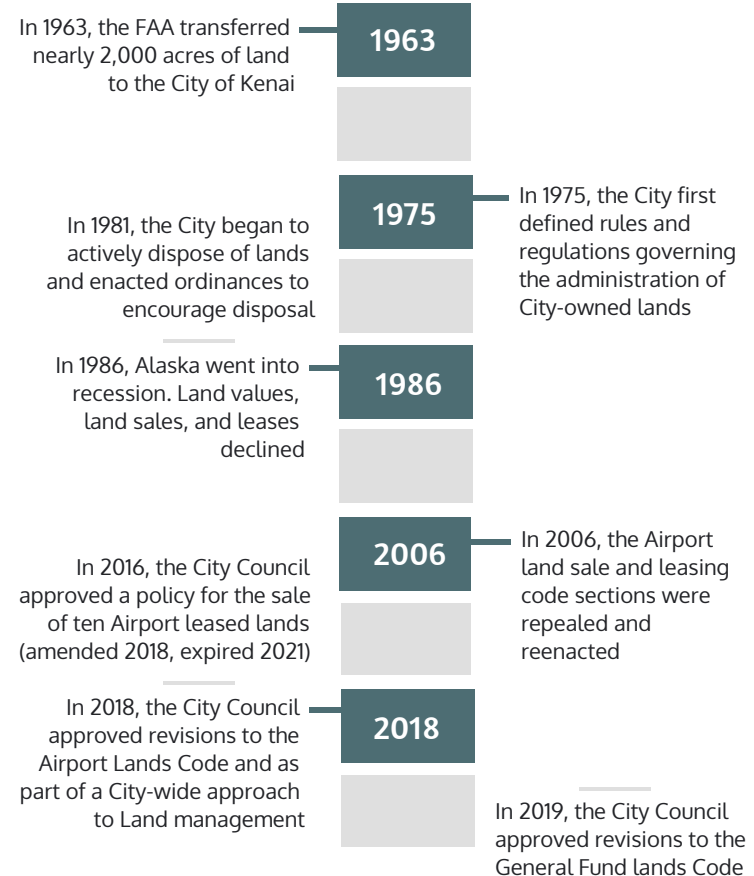 In 1963, the FAA transferred
nearly 2,000 acres of land
to the City of Kenai
1963
1975
In 1975, the City first
defined rules and
regulations governing
the administration of
City-owned lands
In 1981, the City began to
actively dispose of lands
and enacted ordinances to
encourage disposal
In 1986, Alaska went into
recession. Land values,
land sales, and leases
declined
1986
2006
In 2006, the Airport
land sale and leasing
code sections were
repealed and
reenacted
In 2016, the City Council
approved a policy for the sale
of ten Airport leased lands
(amended 2018, expired 2021)
In 2018, the City Council
approved revisions to the
Airport Lands Code and as
part of a City-wide approach
to Land management
2018
In 2019, the City Council
approved revisions to the
General Fund lands Code